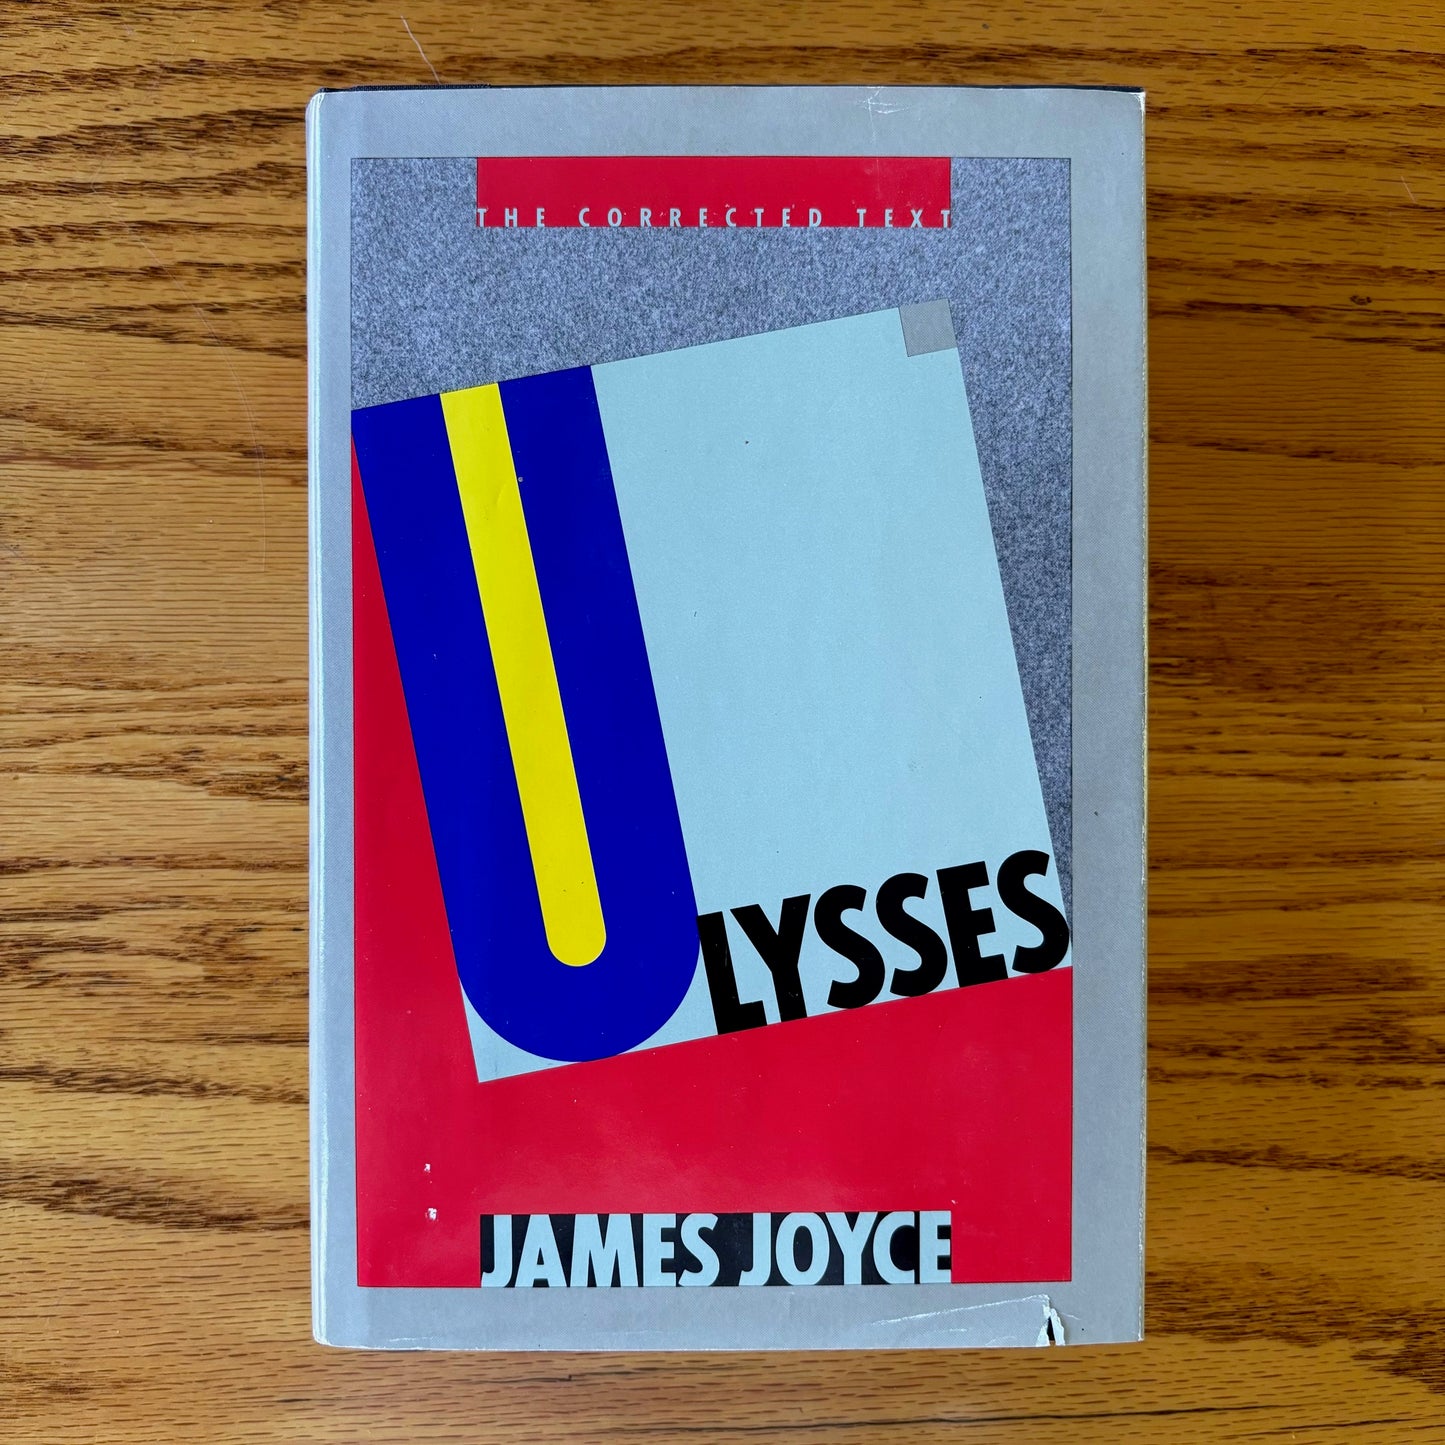 THE CORRECTED TEXT
ULYSSES
JAMES JOYCE